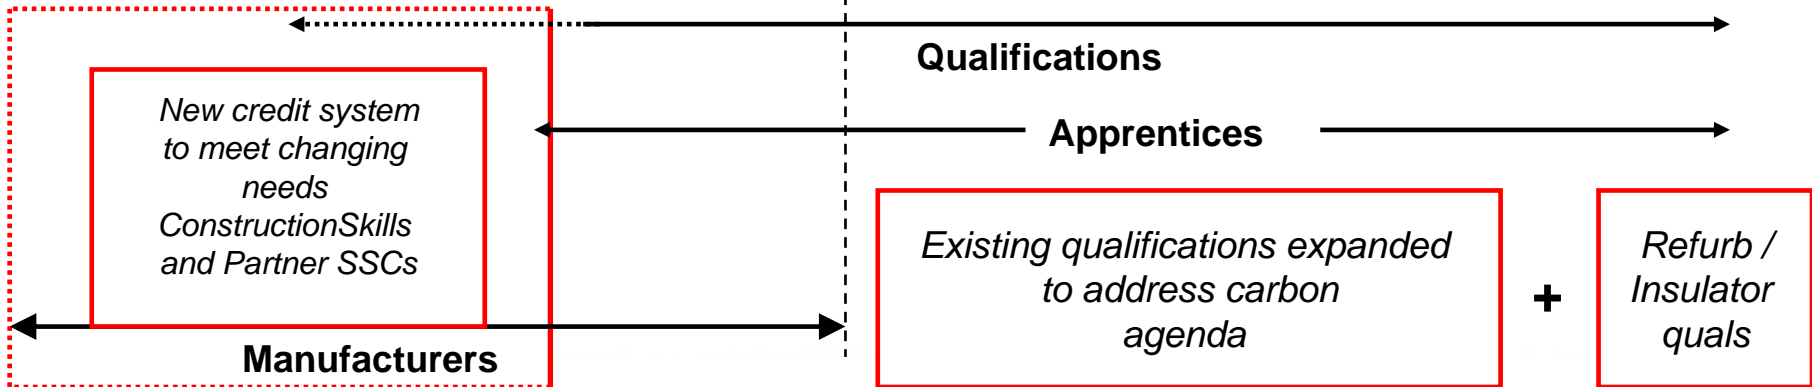 Qualifications
New credit system
to meet changing
needs
ConstructionSkills
and Partner SSCs
Apprentices
Existing qualifications expanded
to address carbon
agenda
+
Refurb /
Insulator
quals
Manufacturers